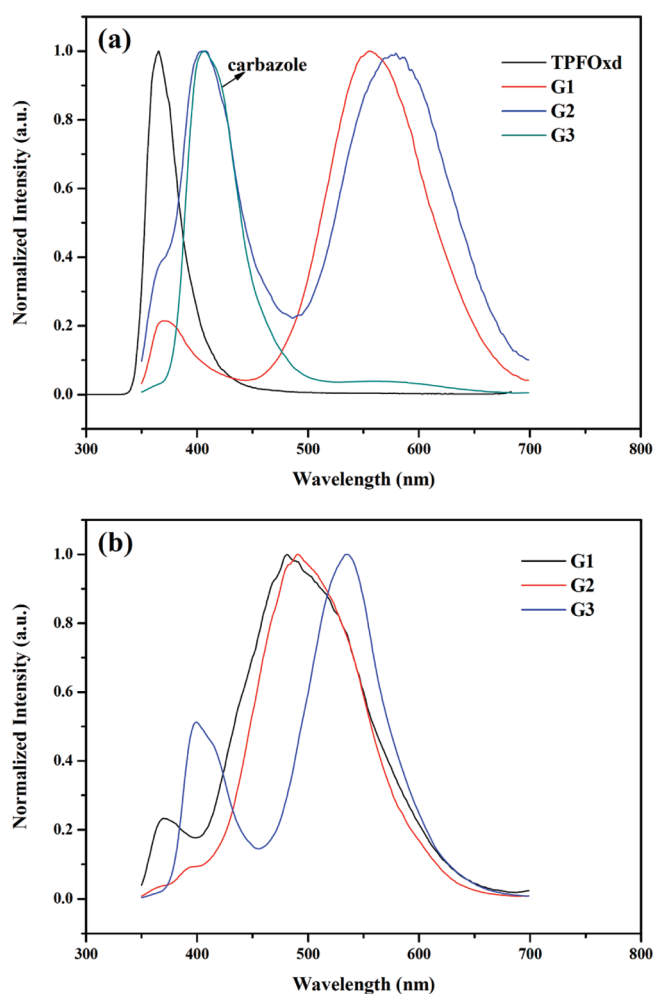 (a)
carbazole
TPFOxd
G1
G2
G3
Normalized Intensity (a.u.)
1.0
0.8
0.6
0.4
0.2
0.0
300 400 500 600 700 800
Wavelength (nm)
(b)
G1
G2
G3
Normalized Intensity (a.u.)
1.0
0.8
0.6
0.4
0.2
0.0
300 400 500 600 700 800
Wavelength (nm)